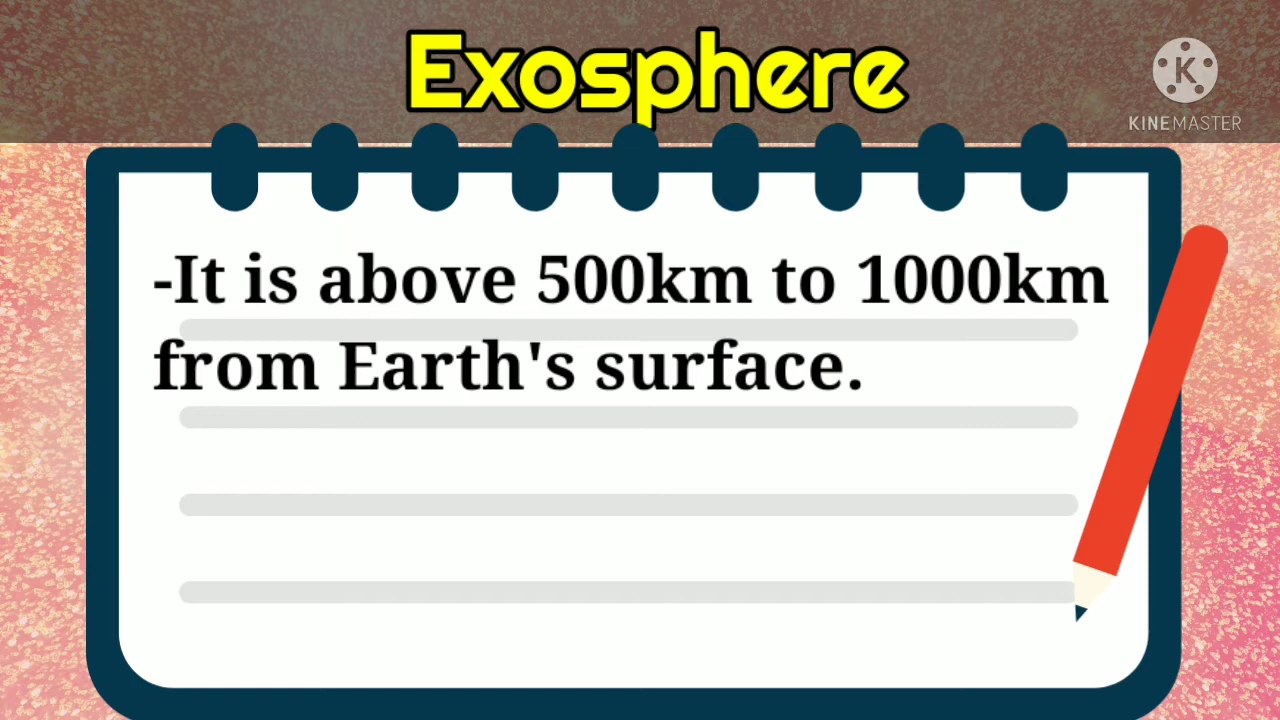 Exosphere
K
KINEMASTER
-It is above 500km to 1000km
from Earth's surface.